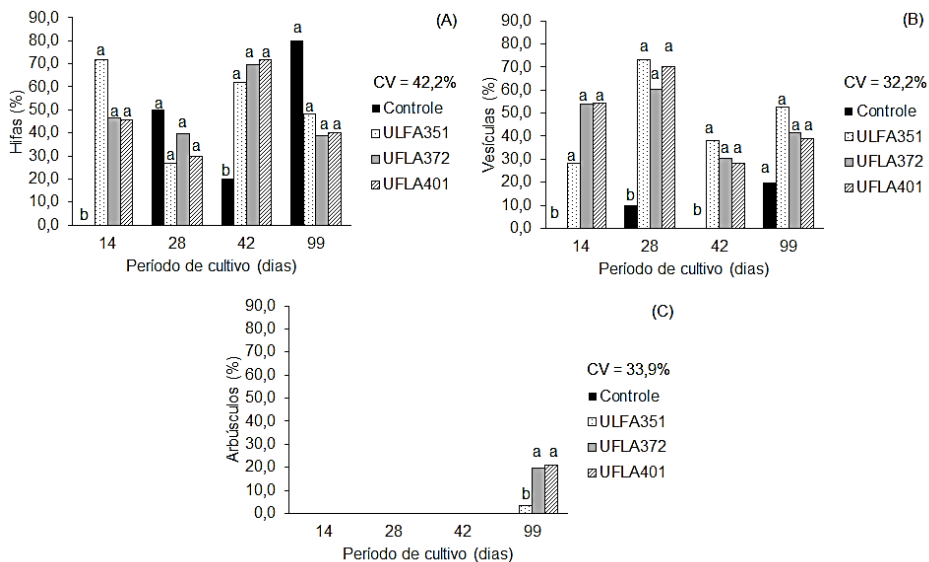 (A)
90,0
80,0
70,0
60,0
50,0
40,0
30,0
20,0
10,0
0,0
Hifas (%)
b a a a
a a a a
b a a a
a a a a
14 28 42 99
Período de cultivo (dias)
CV = 42,2%
Controle
ULFA351
UFLA372
UFLA401
(B)
90,0
80,0
70,0
60,0
50,0
40,0
30,0
20,0
10,0
0,0
Vesículas (%)
b a a a
b a a a
b a a a
a a a a
14 28 42 99
Período de cultivo (dias)
CV = 32,2%
Controle
ULFA351
UFLA372
UFLA401
(C)
90,0
80,0
70,0
60,0
50,0
40,0
30,0
20,0
10,0
0,0
Arbúsculos (%)
b a a
14 28 42 99
Período de cultivo (dias)
CV = 33,9%
Controle
ULFA351
UFLA372
UFLA401